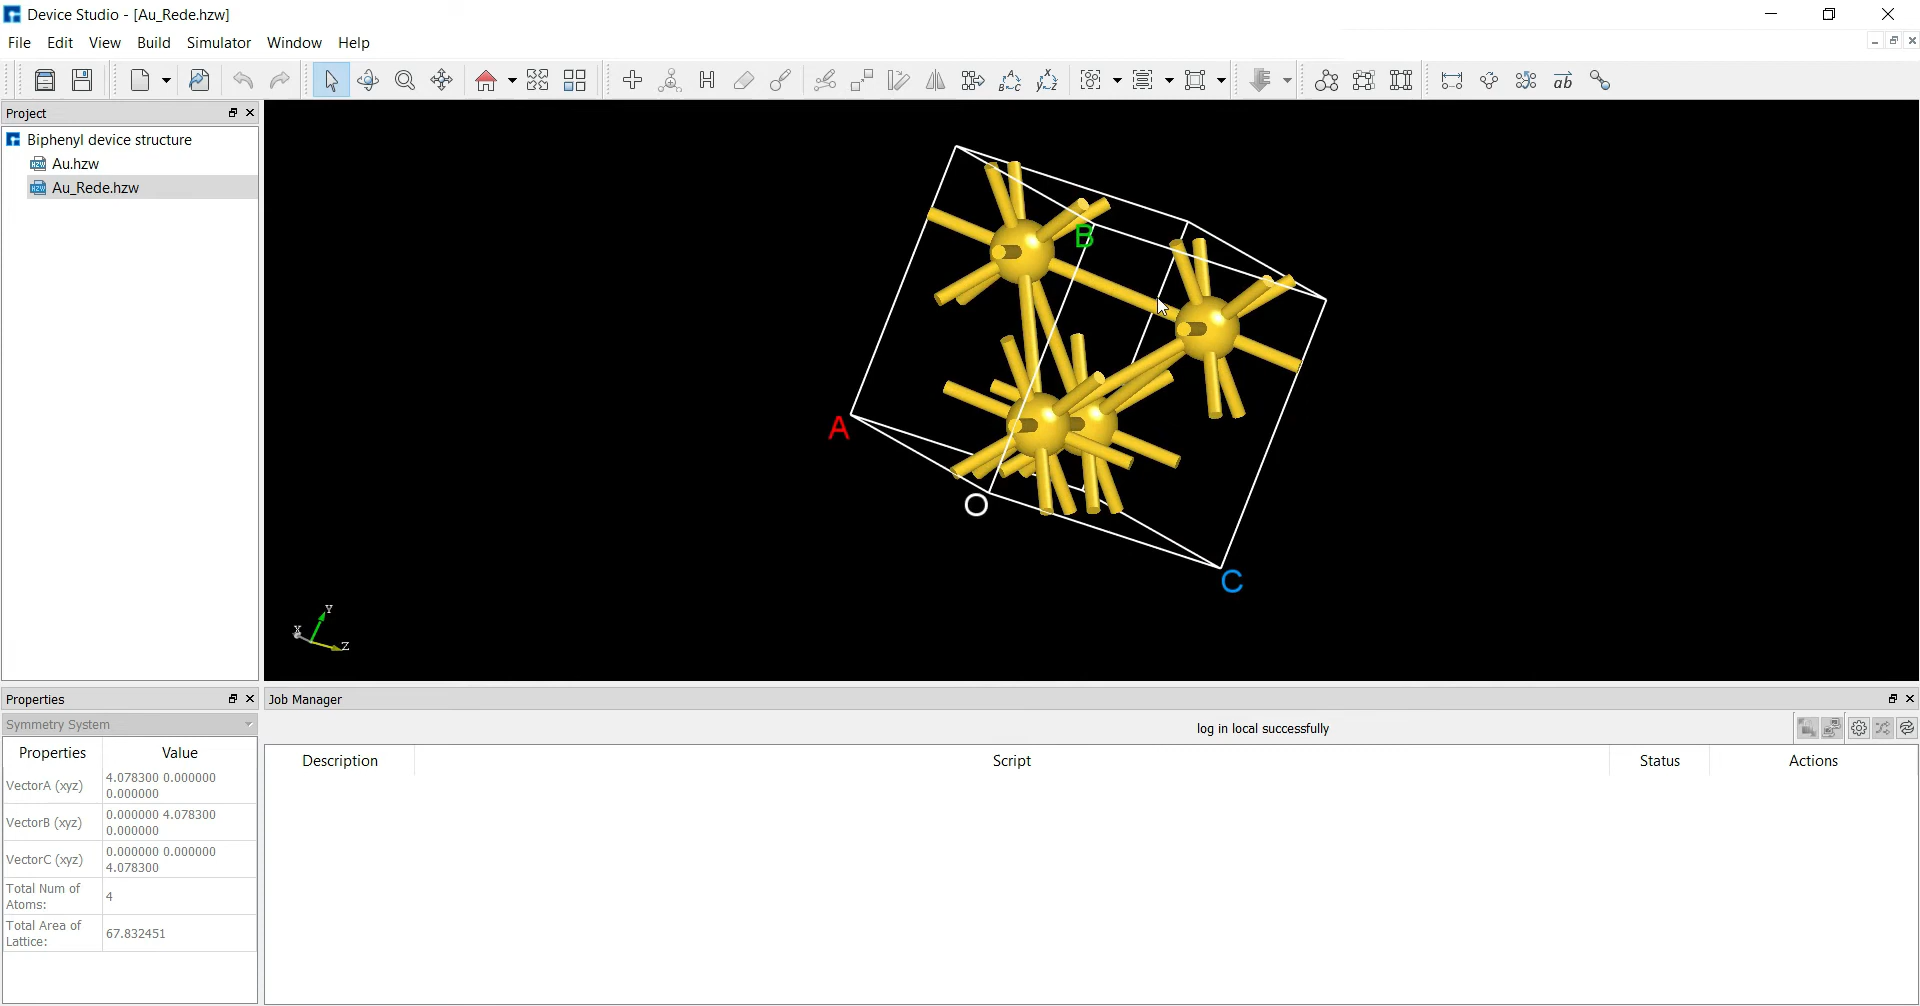 Device Studio - [Au_Rede.hzw]
File Edit View Build Simulator Window Help
Project
Biphenyl device structure
Au.hzw
Au_Rede.hzw
B
A
O
C
Y
X
Z
Properties
Symmetry System
Properties Value
VectorA (xyz) 4.078300 0.000000
0.000000
VectorB (xyz) 0.000000 4.078300
0.000000
VectorC (xyz) 0.000000 0.000000
4.078300
Total Num of
Atoms: 4
Total Area of
Lattice: 67.832451
Job Manager
log in local successfully
Description Script Status Actions